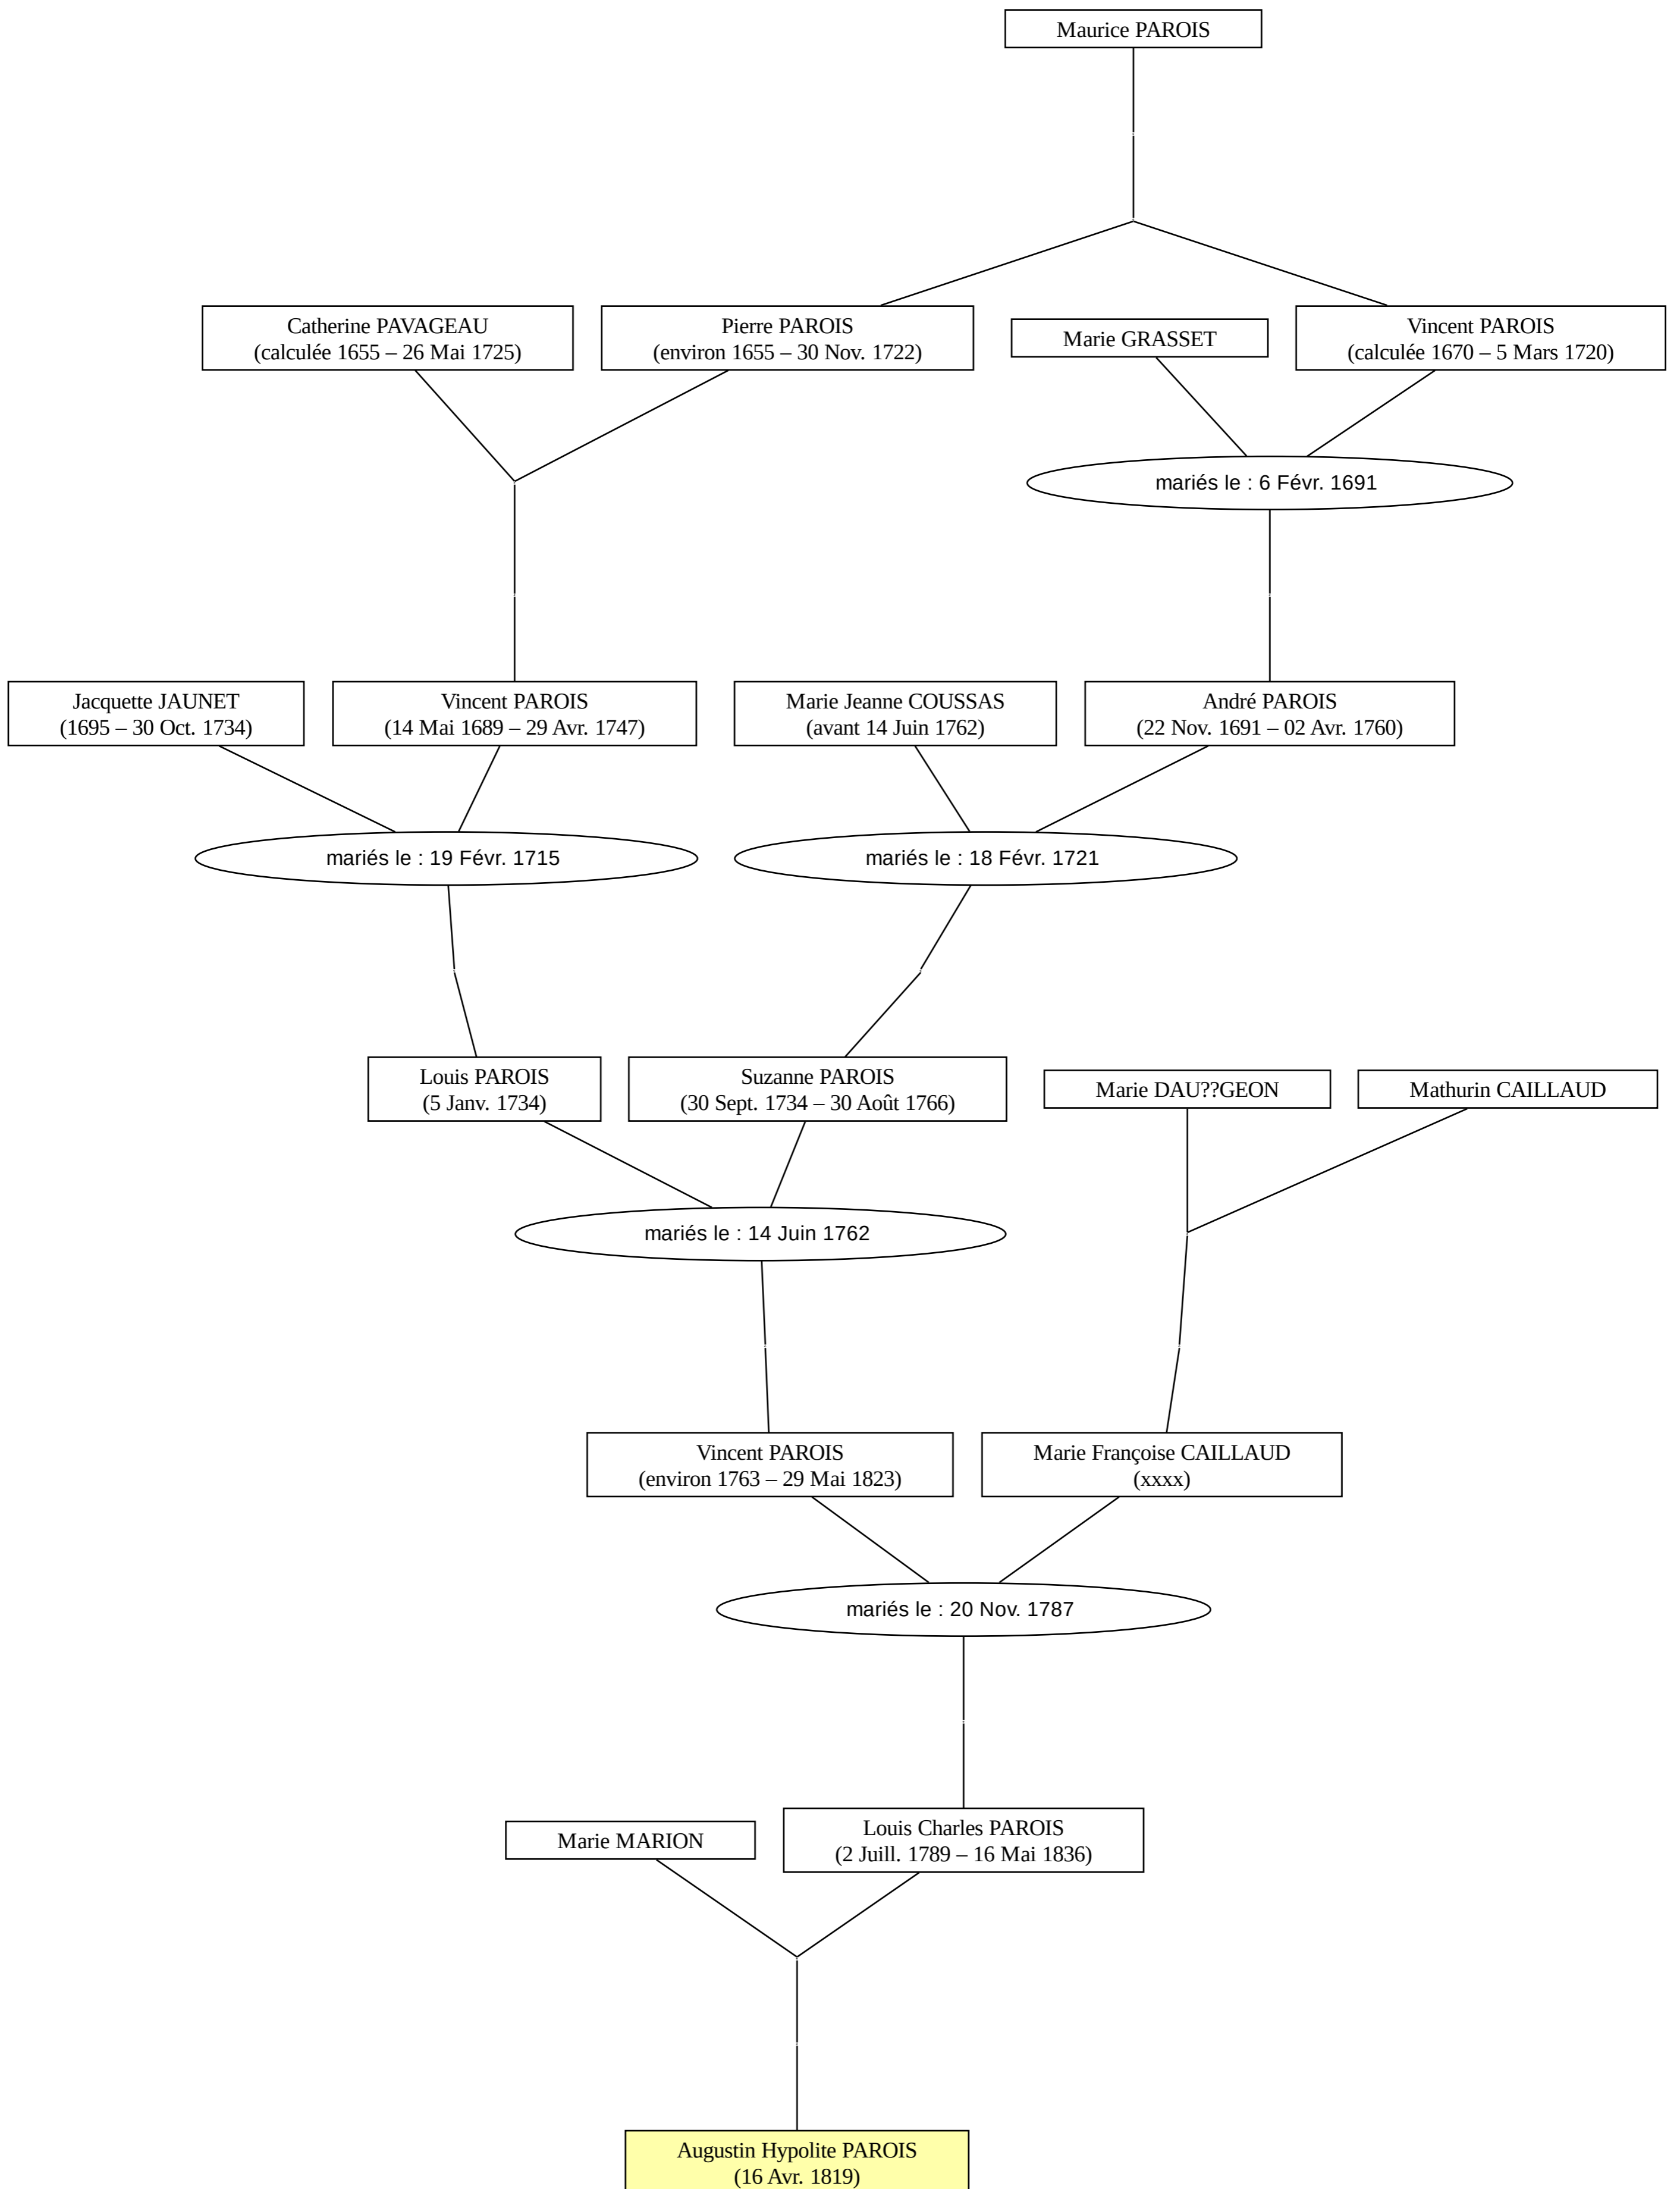 Maurice PAROIS
Catherine PAVAGEAU
(calculée 1655 – 26 Mai 1725)
Pierre PAROIS
(environ 1655 – 30 Nov. 1722)
Marie GRASSET
Vincent PAROIS
(calculée 1670 – 5 Mars 1720)
mariés le : 6 Févr. 1691
Jacquette JAUNET
(1695 – 30 Oct. 1734)
Vincent PAROIS
(14 Mai 1689 – 29 Avr. 1747)
Marie Jeanne COUSSAS
(avant 14 Juin 1762)
André PAROIS
(22 Nov. 1691 – 02 Avr. 1760)
mariés le : 19 Févr. 1715
mariés le : 18 Févr. 1721
Louis PAROIS
(5 Janv. 1734)
Suzanne PAROIS
(30 Sept. 1734 – 30 Août 1766)
Marie DAU??GEON
Mathurin CAILLAUD
mariés le : 14 Juin 1762
Vincent PAROIS
(environ 1763 – 29 Mai 1823)
Marie Françoise CAILLAUD
(xxxx)
mariés le : 20 Nov. 1787
Marie MARION
Louis Charles PAROIS
(2 Juill. 1789 – 16 Mai 1836)
Augustin Hypolite PAROIS
(16 Avr. 1819)